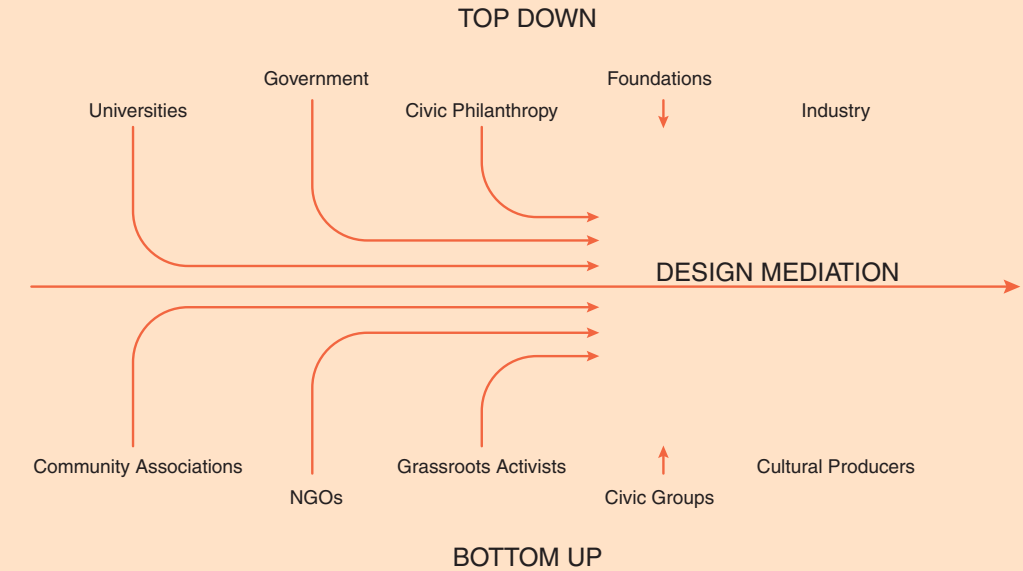 TOP DOWN
Government
Foundations
Universities
Civic Philanthropy
Industry
DESIGN MEDIATION
Community Associations
Grassroots Activists
Cultural Producers
NGOs
Civic Groups
BOTTOM UP